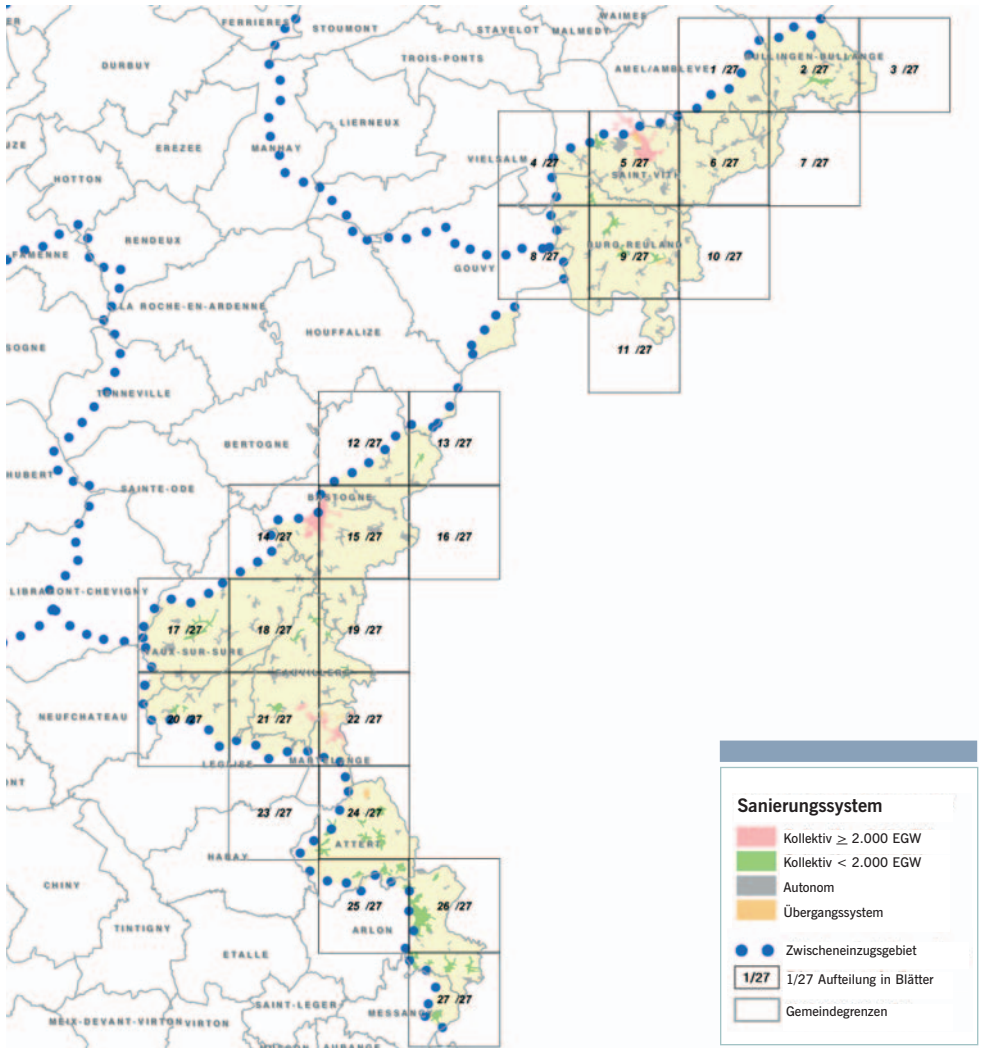 WAIMES
FERRIERES
STOUMONT
STAVELOT
MALMEDY
TROIS-PONTS
DURBUY
AMEL/AMBLEVE
1 /27
BULLINGEN-BULLANGE
2 /27
3 /27
LIERNEUX
EREZEE
MANHAY
VIELSALM
4 /27
5 /27
SAINT-VITH
6 /27
7 /27
HOTTON
RENDEUX
FAMENNE
GOUVY
8 /27
BURG-REULAND
9 /27
10 /27
LA ROCHE-EN-ARDENNE
HOUFFALIZE
SOGNE
11 /27
TENNEVILLE
BERTOGNE
12 /27
13 /27
HUBERT
SAINTE-ODE
BASTOGNE
14 /27
15 /27
16 /27
LIBRAMONT-CHEVIGNY
17 /27
18 /27
19 /27
VAUX-SUR-SURE
FAUVILLERS
NEUFCHATEAU
20 /27
21 /27
22 /27
LEGLISE
MARTELANGE
23 /27
24 /27
ATTERT
HABAY
CHINY
25 /27
26 /27
ARLON
TINTIGNY
ETALLE
27 /27
SAINT-LEGER
MESSANCY
MEIX-DEVANT-VIRTON
VIRTON
AUBANGE
Sanierungssystem
Kollektiv ≥ 2.000 EGW
Kollektiv < 2.000 EGW
Autonom
Übergangssystem
Zwischeneinzugsgebiet
1/27 1/27 Aufteilung in Blätter
Gemeindegrenzen